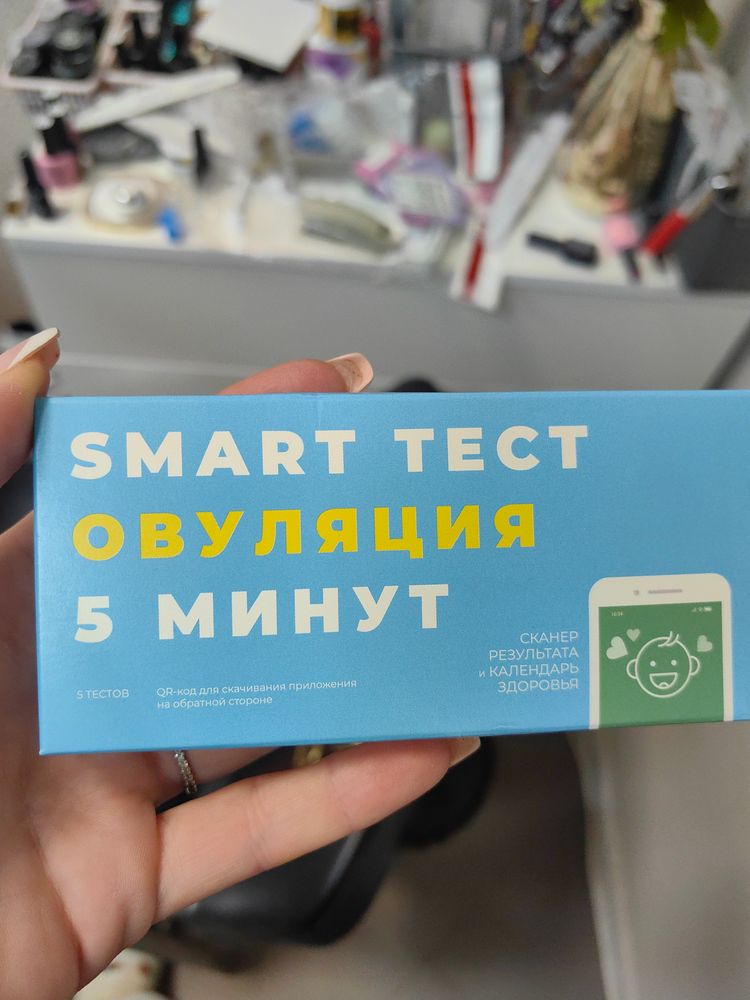 SMART ТЕСТ
ОВУЛЯЦИЯ
5 МИНУТ
СКАНЕР
РЕЗУЛЬТАТА
и КАЛЕНДАРЬ
ЗДОРОВЬЯ
5 ТЕСТОВ
QR-код для скачивания приложения
на обратной стороне